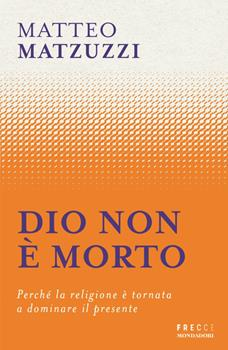 MATTEO
MATZUZZI
DIO NON
È MORTO
Perché la religione è tornata
a dominare il presente
FRECCE
MONDADORI